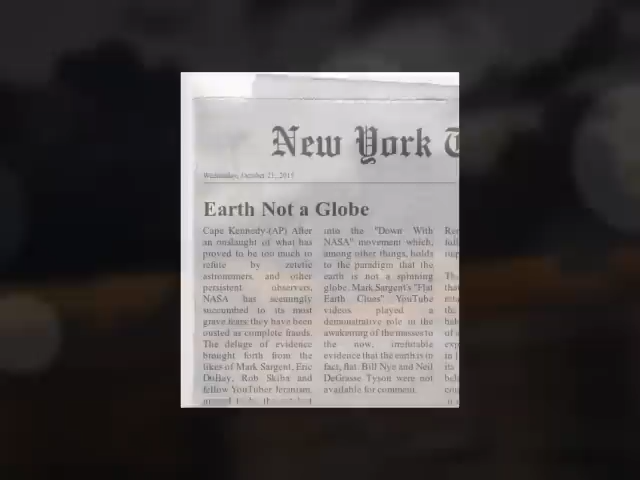 New York T
Wednesday, October 21, 2015
Earth Not a Globe
Cape Kennedy-(AP) After
an onslaught of what has
proved to be too much to
refute by zetetic
astronomers, and other
persistent observers,
NASA has seemingly
succumbed to its most
grave fears: they have been
ousted as complete frauds.
The deluge of evidence
brought forth from the
likes of Mark Sargent, Eric
Dubay, Rob Skiba and
fellow YouTuber Jeranism,
into the "Down With
NASA" movement which,
among other things, holds
to the paradigm that the
earth is not a spinning
globe. Mark Sargent's "Flat
Earth Clues" YouTube
videos played a
demonstrative role in the
awakening of the masses to
the now, irrefutable
evidence that the earth is in
fact, flat. Bill Nye and Neil
DeGrasse Tyson were not
available for comment.